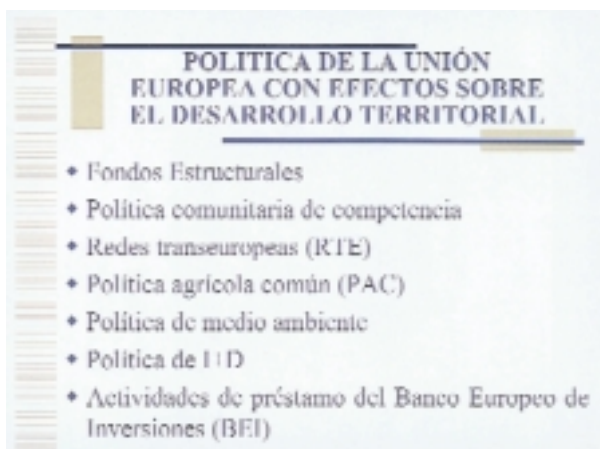 POLITICA DE LA UNIÓN
EUROPEA CON EFECTOS SOBRE
EL DESARROLLO TERRITORIAL
Fondos Estructurales
Política comunitaria de competencia
Redes transeuropeas (RTE)
Política agrícola común (PAC)
Política de medio ambiente
Política de I+D
Actividades de préstamo del Banco Europeo de
Inversiones (BEI)